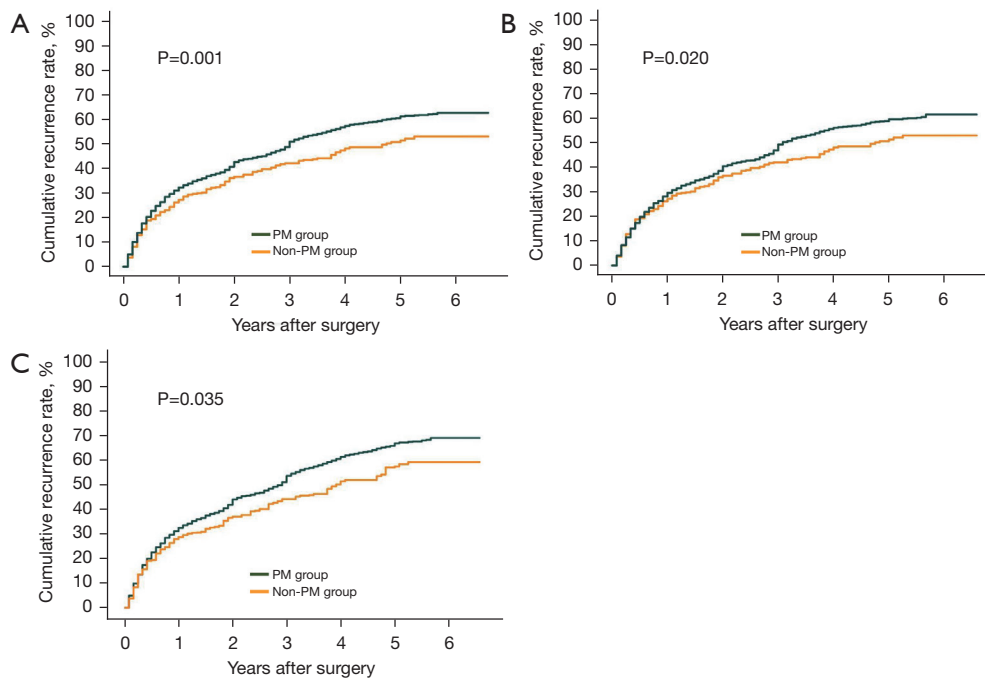 A
Cumulative recurrence rate, %
100
90
80
70
60
50
40
30
20
10
0
P=0.001
PM group
Non-PM group
0 1 2 3 4 5 6
Years after surgery
B
Cumulative recurrence rate, %
100
90
80
70
60
50
40
30
20
10
0
P=0.020
PM group
Non-PM group
0 1 2 3 4 5 6
Years after surgery
C
Cumulative recurrence rate, %
100
90
80
70
60
50
40
30
20
10
0
P=0.035
PM group
Non-PM group
0 1 2 3 4 5 6
Years after surgery